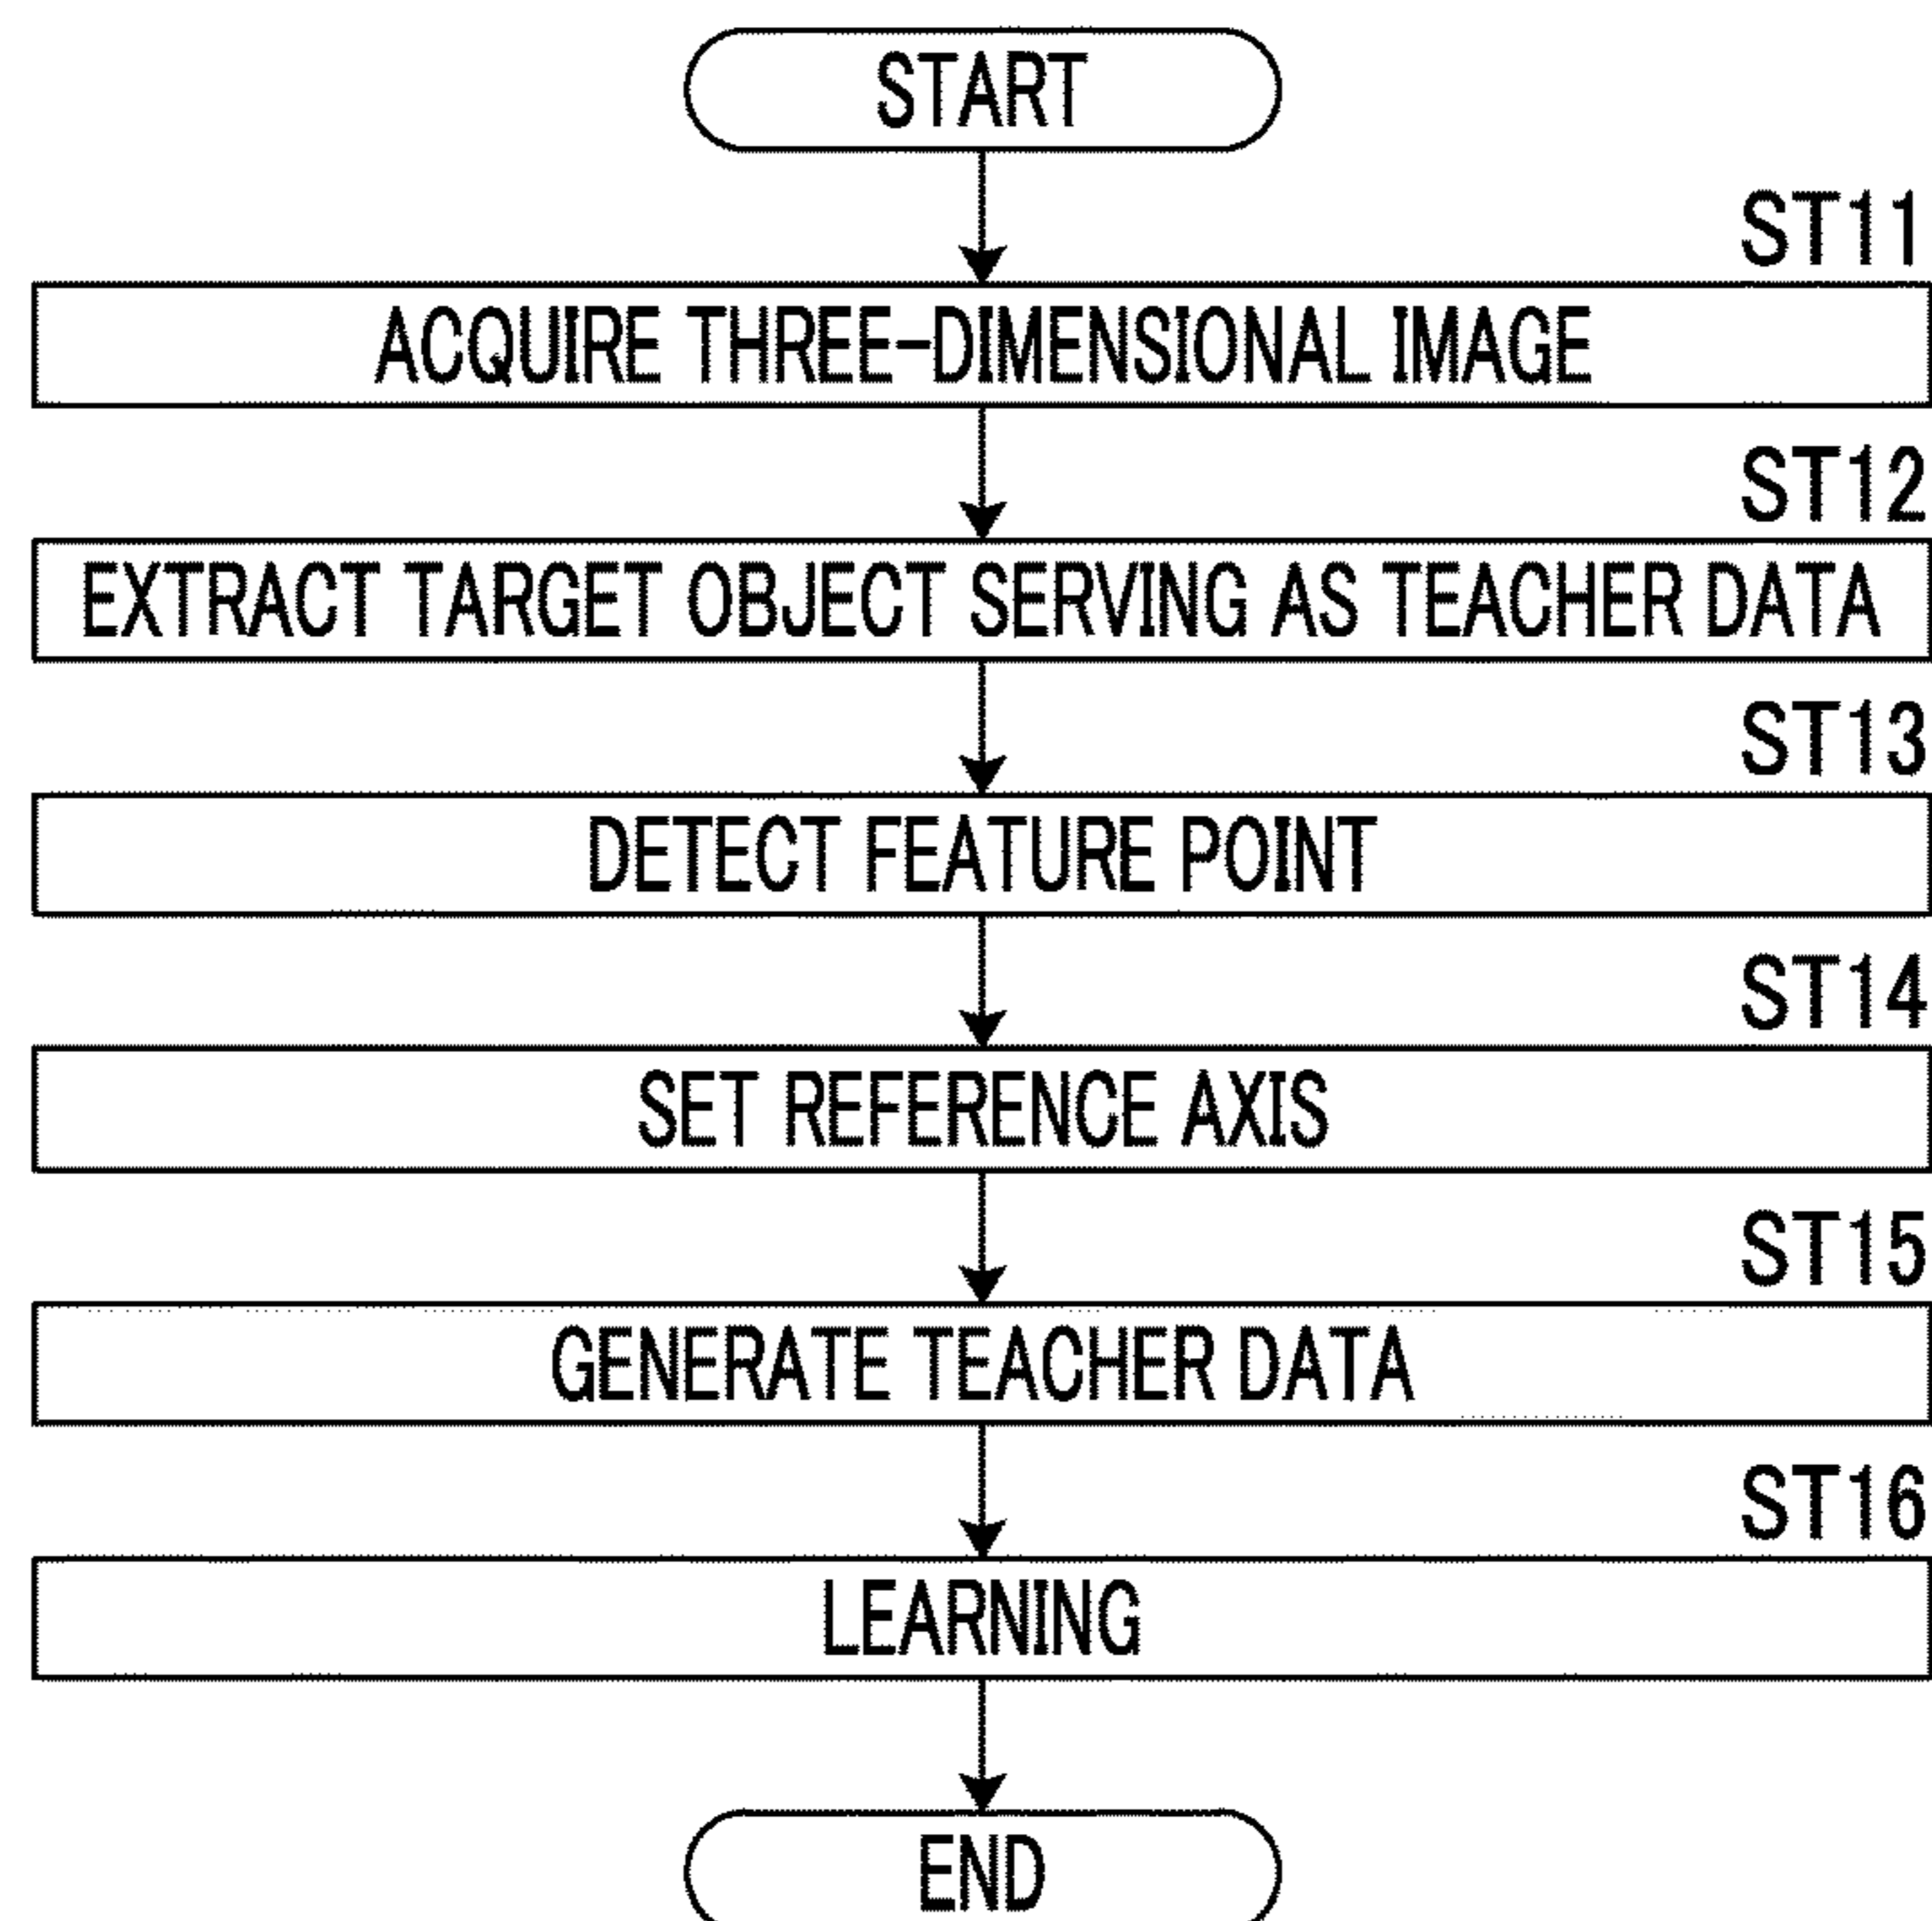 START
ST11
ACQUIRE THREE-DIMENSIONAL IMAGE
ST12
EXTRACT TARGET OBJECT SERVING AS TEACHER DATA
ST13
DETECT FEATURE POINT
ST14
SET REFERENCE AXIS
ST15
GENERATE TEACHER DATA
ST16
LEARNING
END